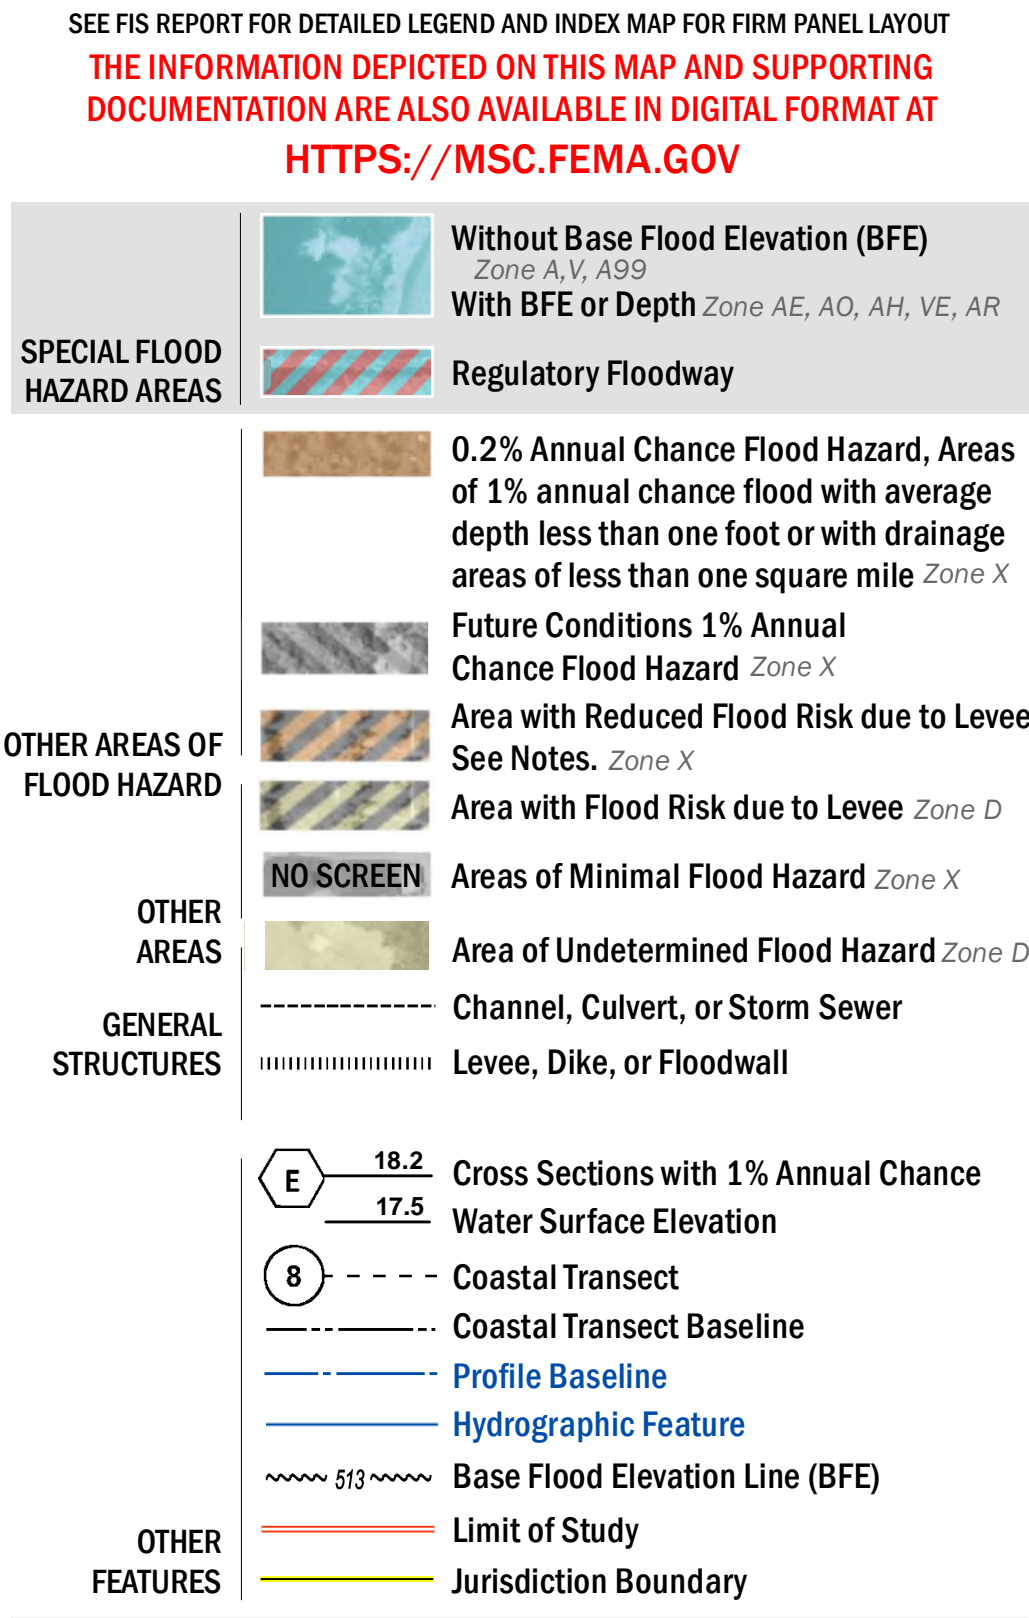 SEE FIS REPORT FOR DETAILED LEGEND AND INDEX MAP FOR FIRM PANEL LAYOUT
THE INFORMATION DEPICTED ON THIS MAP AND SUPPORTING
DOCUMENTATION ARE ALSO AVAILABLE IN DIGITAL FORMAT AT
HTTPS://MSC.FEMA.GOV
SPECIAL FLOOD
HAZARD AREAS
Without Base Flood Elevation (BFE)
Zone A,V, A99
With BFE or Depth Zone AE, AO, AH, VE, AR
Regulatory Floodway
OTHER AREAS OF
FLOOD HAZARD
0.2% Annual Chance Flood Hazard, Areas
of 1% annual chance flood with average
depth less than one foot or with drainage
areas of less than one square mile Zone X
Future Conditions 1% Annual
Chance Flood Hazard Zone X
Area with Reduced Flood Risk due to Levee
See Notes. Zone X
Area with Flood Risk due to Levee Zone D
OTHER
AREAS
NO SCREEN Areas of Minimal Flood Hazard Zone X
Area of Undetermined Flood Hazard Zone D
GENERAL
STRUCTURES
Channel, Culvert, or Storm Sewer
Levee, Dike, or Floodwall
OTHER
FEATURES
E 18.2 Cross Sections with 1% Annual Chance
17.5 Water Surface Elevation
8 Coastal Transect
Coastal Transect Baseline
Profile Baseline
Hydrographic Feature
513 Base Flood Elevation Line (BFE)
Limit of Study
Jurisdiction Boundary